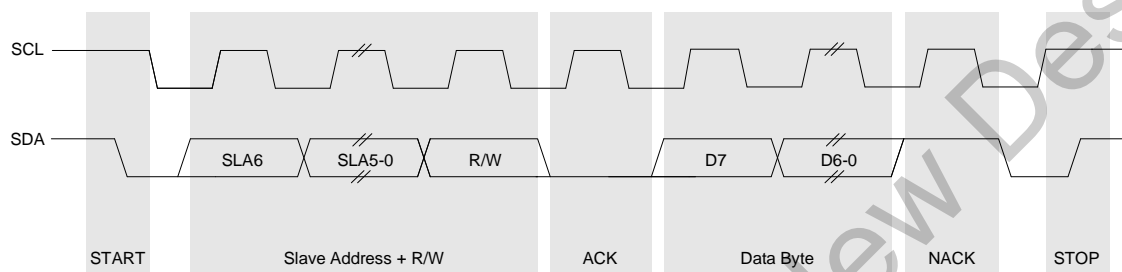 SCL
SDA
SLA6 SLA5-0 R/W D7 D6-0
START Slave Address + R/W ACK Data Byte NACK STOP